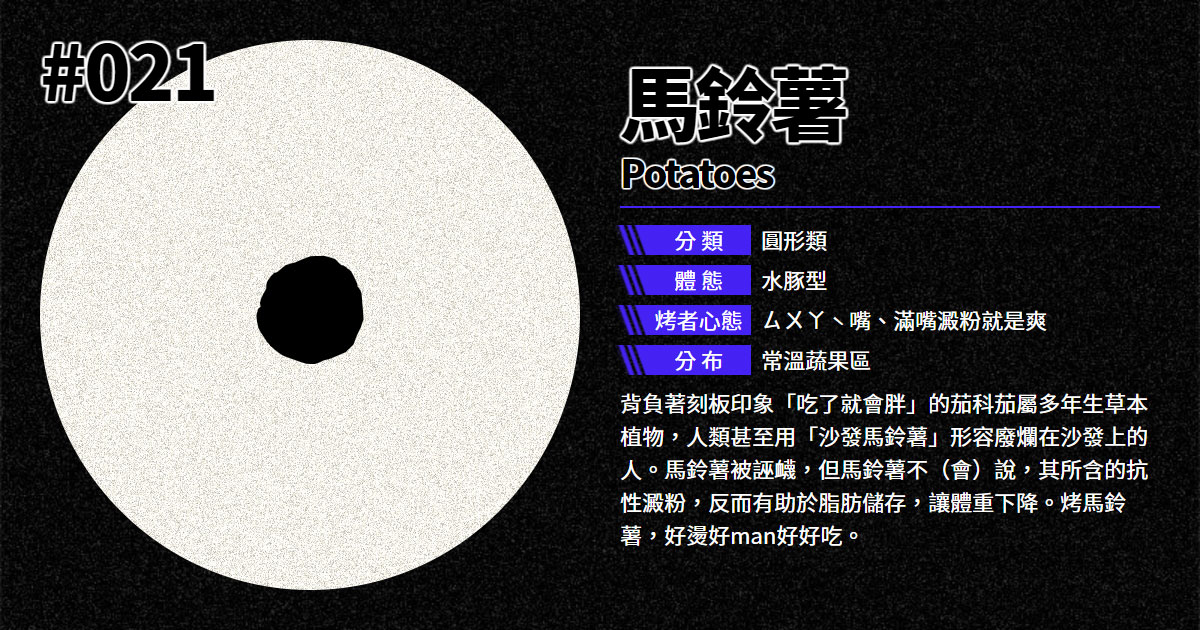 #021
馬鈴薯
Potatoes
分類 圓形類
體態 水豚型
烤者心態 ㄙㄨㄚˋ嘴、滿嘴澱粉就是爽
分布 常溫蔬果區
背負著刻板印象「吃了就會胖」的茄科茄屬多年生草本
植物，人類甚至用「沙發馬鈴薯」形容廢爛在沙發上的
人。馬鈴薯被誣衊，但馬鈴薯不（會）說，其所含的抗
性澱粉，反而有助於脂肪儲存，讓體重下降。烤馬鈴
薯，好燙好man好好吃。